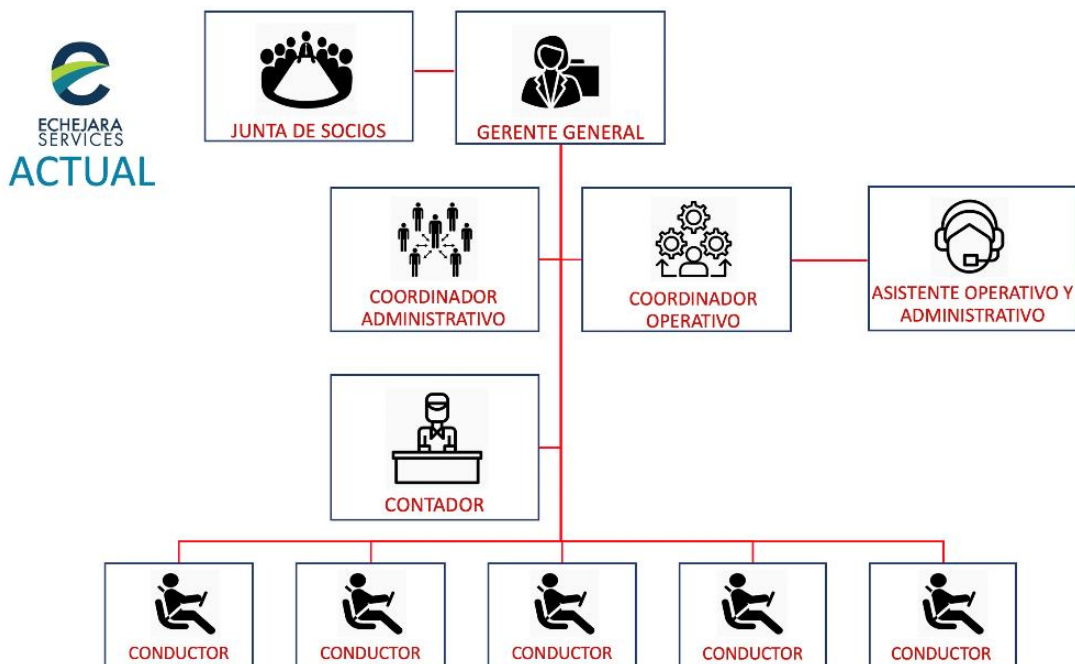 ECHEJARA
SERVICES
ACTUAL
JUNTA DE SOCIOS
GERENTE GENERAL
COORDINADOR
ADMINISTRATIVO
COORDINADOR
OPERATIVO
ASISTENTE OPERATIVO Y
ADMINISTRATIVO
CONTADOR
CONDUCTOR
CONDUCTOR
CONDUCTOR
CONDUCTOR
CONDUCTOR